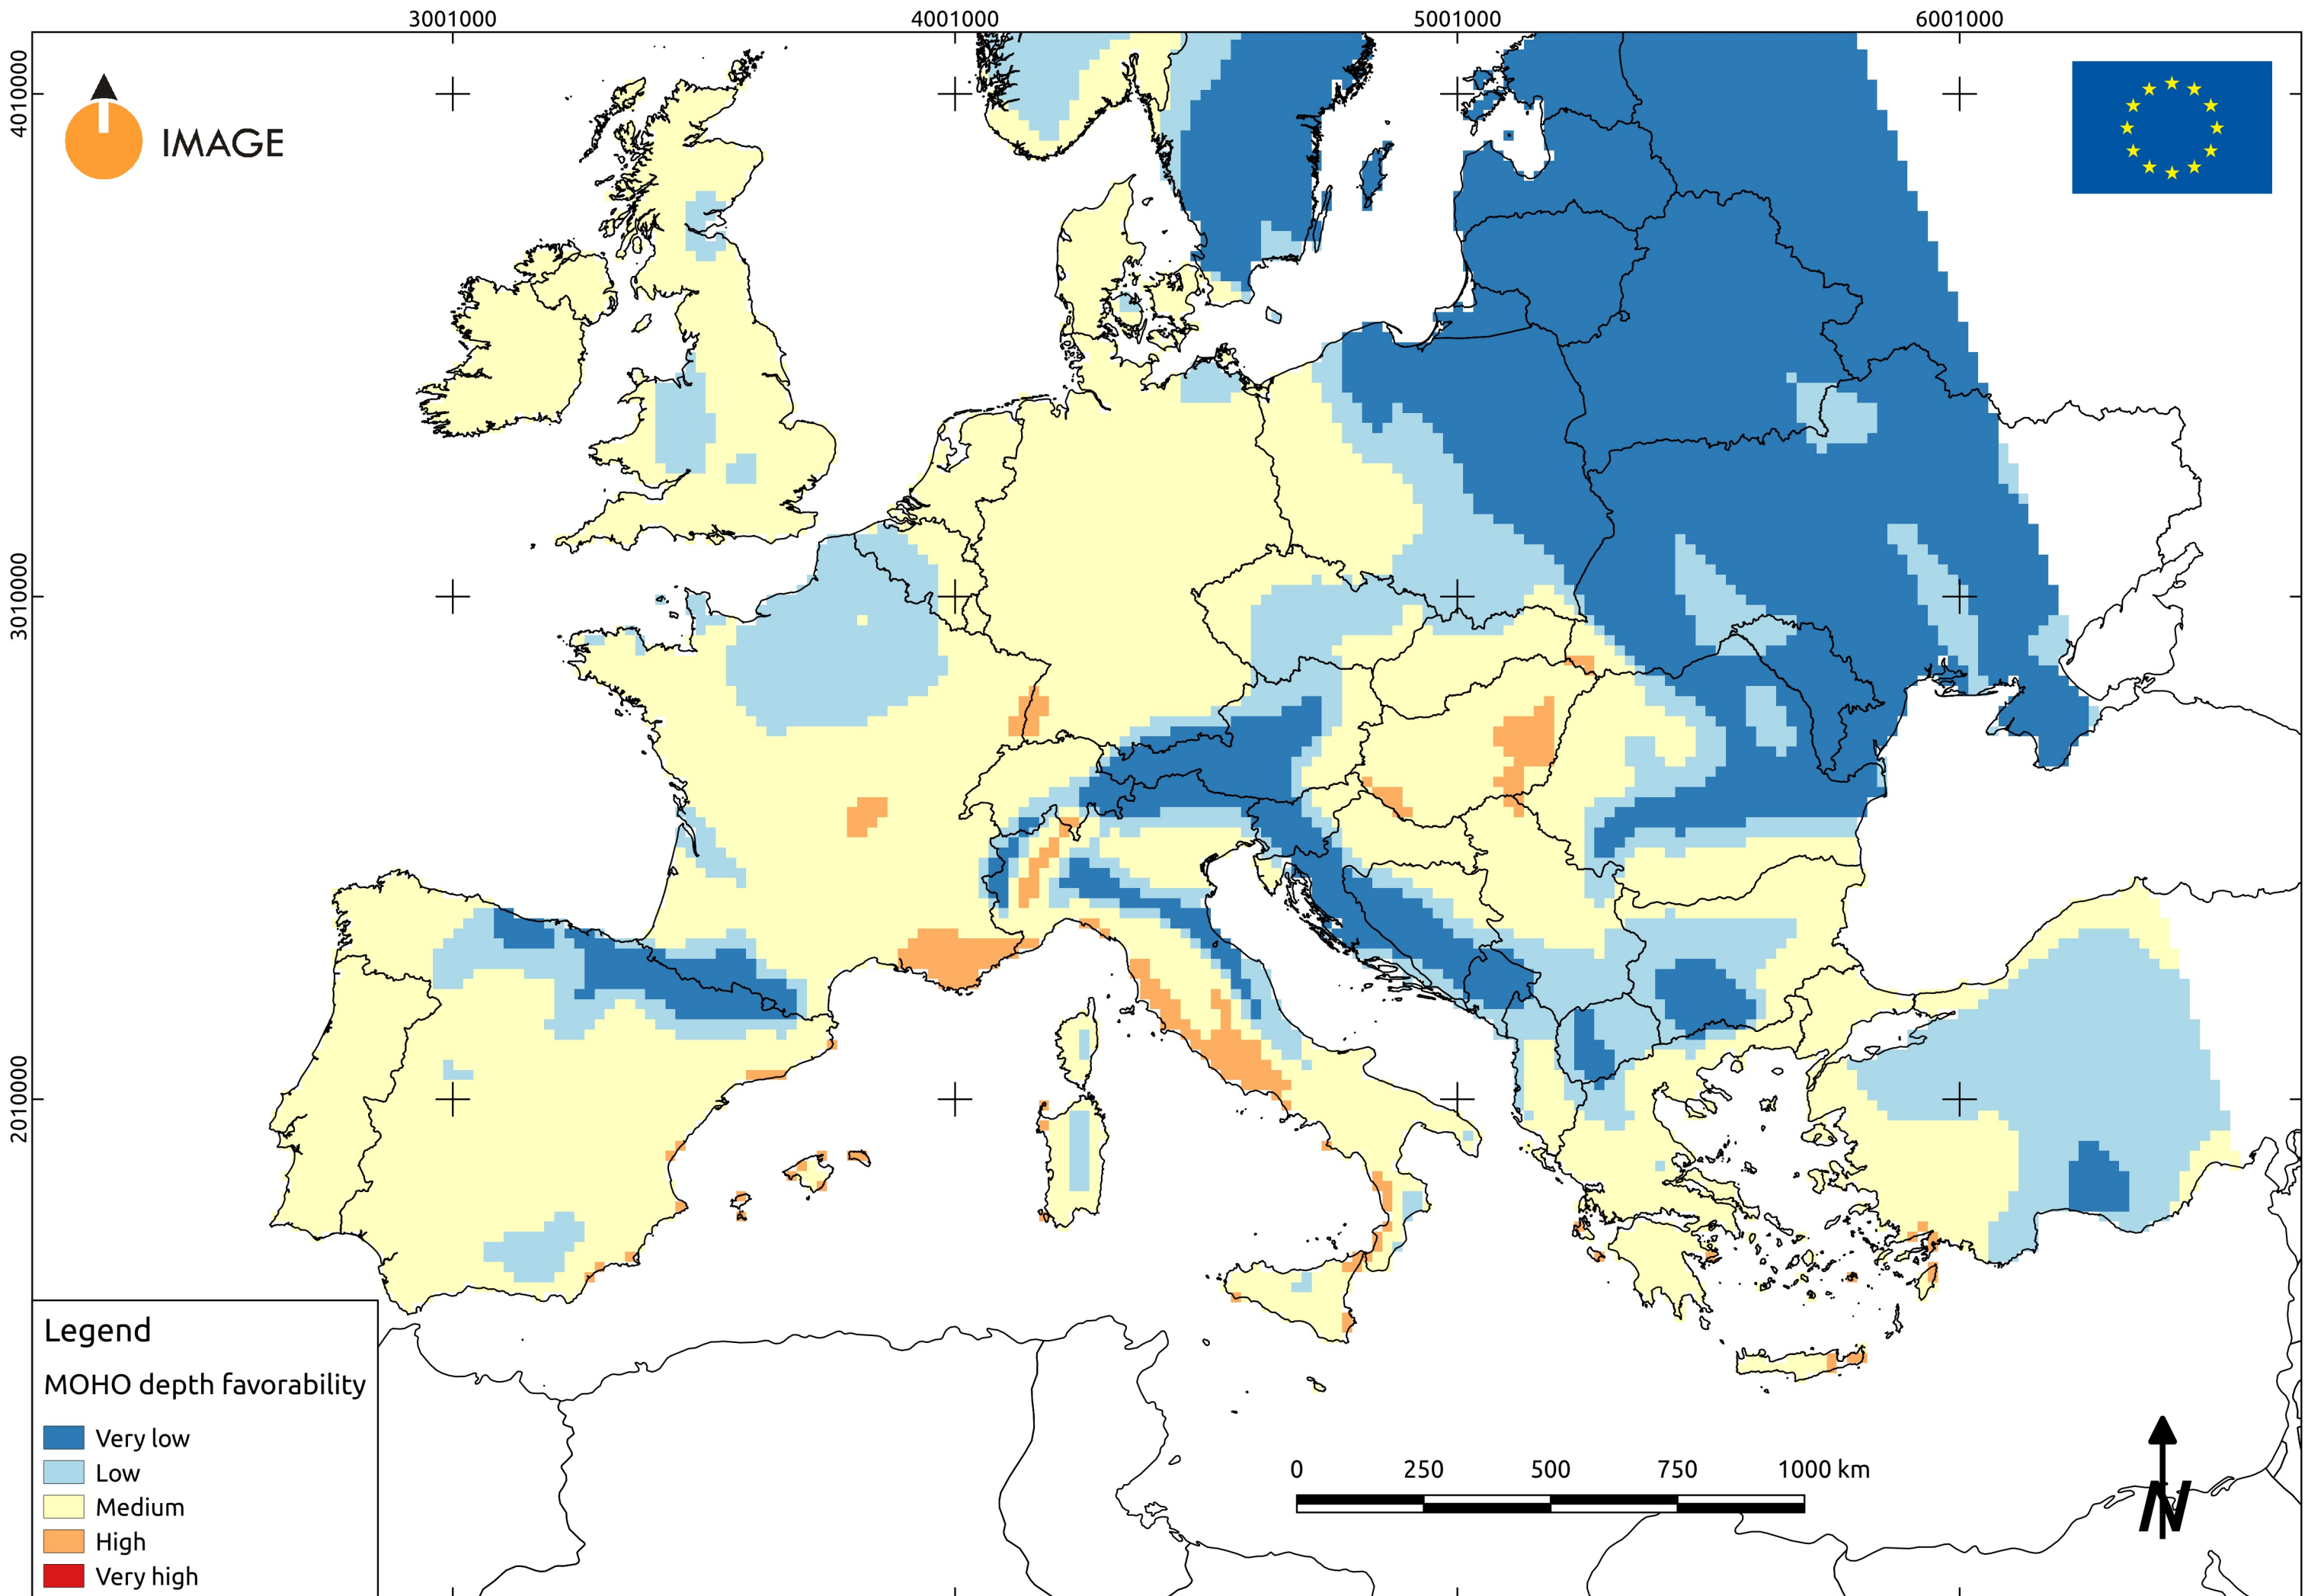 3001000 4001000 5001000 6001000
4010000
IMAGE
3010000
2010000
Legend
MOHO depth favorability
Very low
Low
Medium
High
Very high
0 250 500 750 1000 km
N